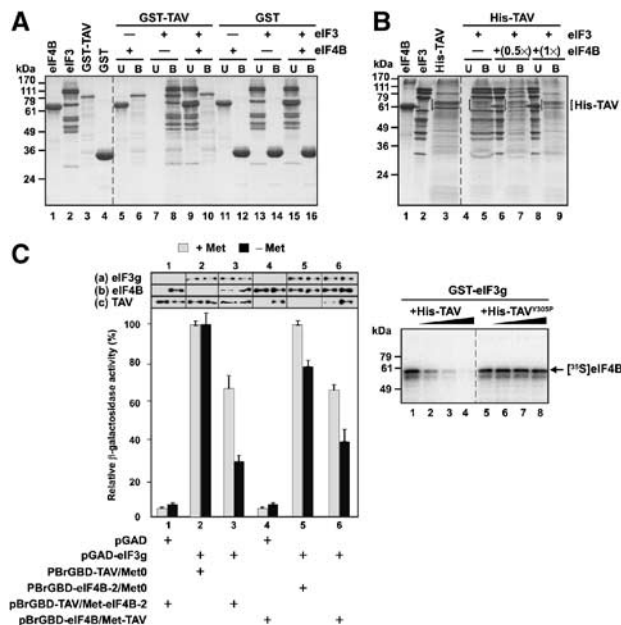 A
GST-TAV GST
— + + — + + eIF3
+ — + + — + eIF4B
eIF4B eIF3 GST-TAV GST U B U B U B U B U B U B
kDa
170
111
79
61
49
36
24
1 2 3 4 5 6 7 8 9 10 11 12 13 14 15 16
B
His-TAV
+ + + eIF3
— +(0.5×) +(1×) eIF4B
eIF4B eIF3 His-TAV U B U B U B
kDa
170
111
79
61
49
36
24
His-TAV
1 2 3 4 5 6 7 8 9
C
+ Met – Met
1 2 3 4 5 6
(a) eIF3g
(b) eIF4B
(c) TAV
Relative β-galactosidase activity (%)
100
80
60
40
20
0
1 2 3 4 5 6
pGAD + +
pGAD-eIF3g + + + +
PBrGBD-TAV/Met0 +
PBrGBD-eIF4B-2/Met0 +
pBrGBD-TAV/Met-eIF4B-2 + +
pBrGBD-eIF4B/Met-TAV + +
GST-eIF3g
+His-TAV +His-TAVY305P
kDa
79
61
49
[35S]eIF4B
1 2 3 4 5 6 7 8